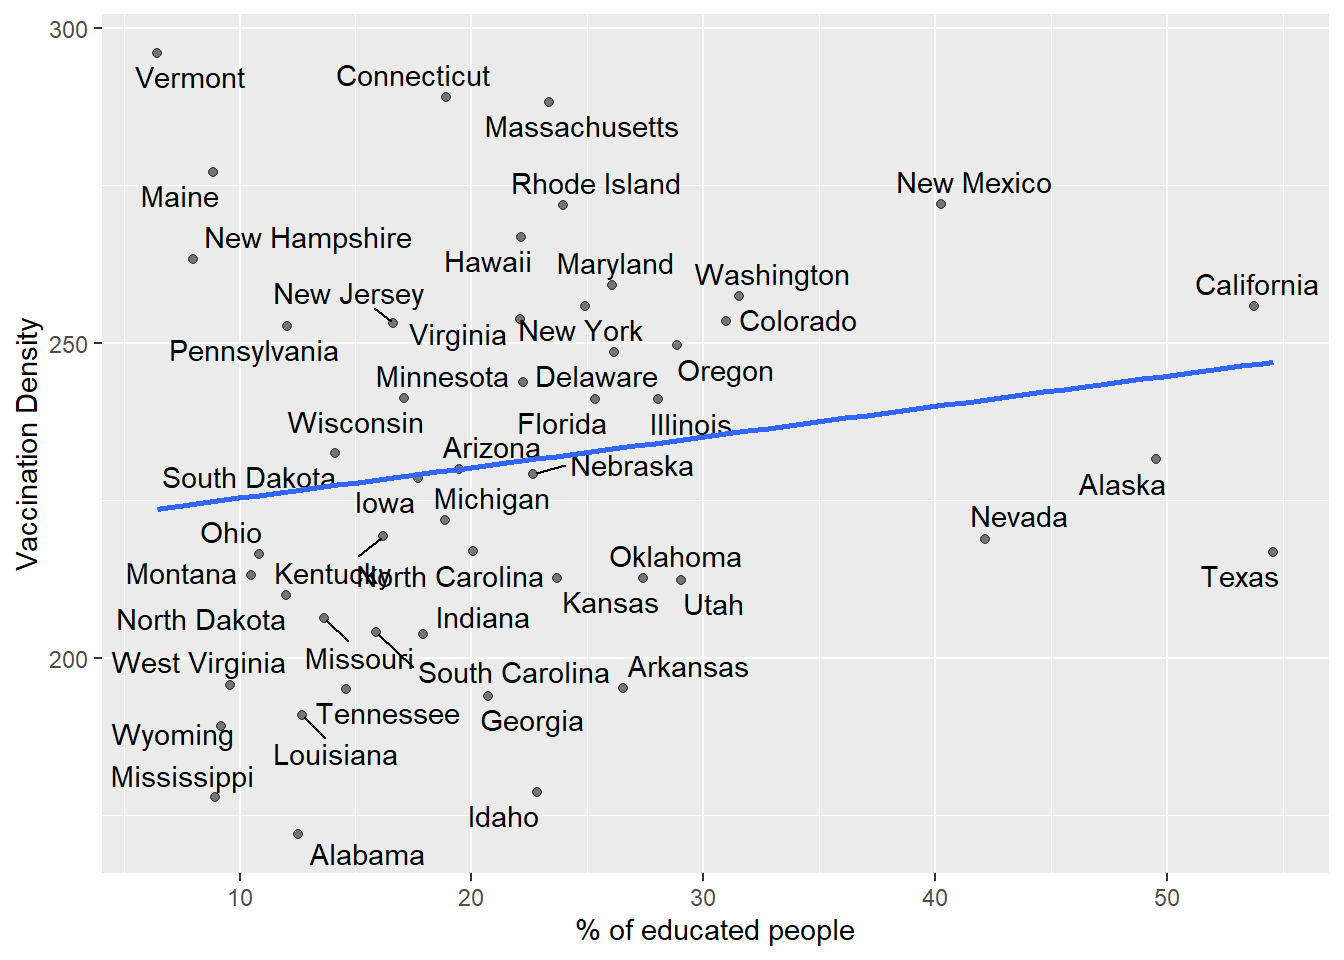 300
Vermont
Connecticut
Massachusetts
Maine
Rhode Island
New Mexico
New Hampshire
Hawaii
Maryland
Washington
California
New Jersey
Colorado
Virginia
New York
250
Pennsylvania
Oregon
Minnesota
Delaware
Wisconsin
Florida
Illinois
Arizona
Nebraska
South Dakota
Alaska
Iowa
Michigan
Nevada
Ohio
Oklahoma
Montana
Kentucky
North Carolina
Texas
Kansas
Utah
North Dakota
Indiana
200
West Virginia
Missouri
South Carolina
Arkansas
Tennessee
Georgia
Wyoming
Louisiana
Mississippi
Idaho
Alabama
10
20
30
40
50
% of educated people
Vaccination Density